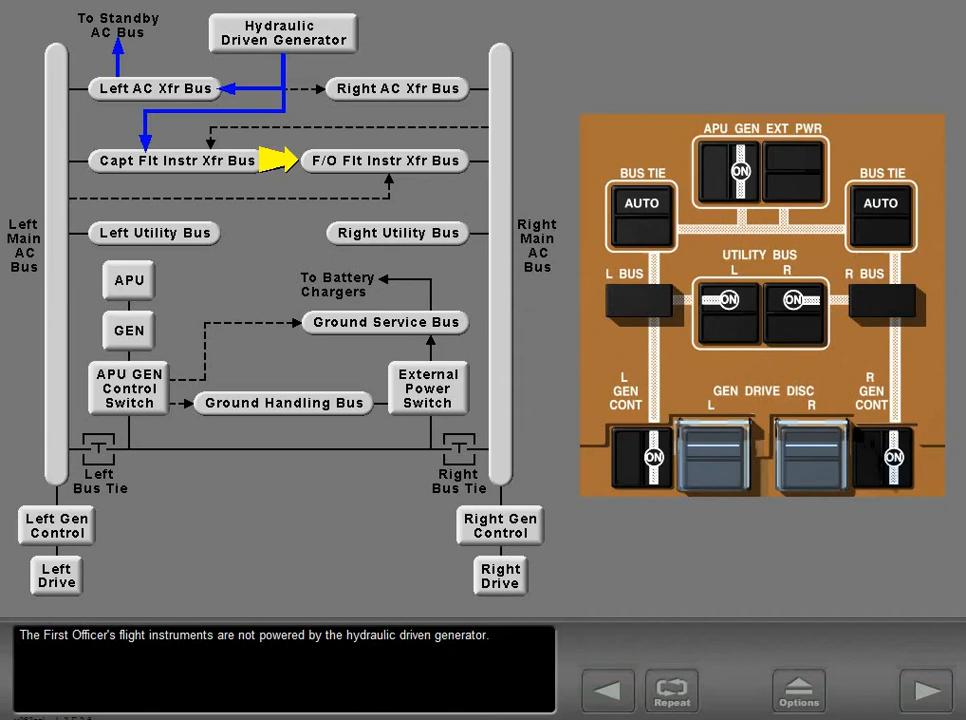 To Standby
AC Bus
Hydraulic
Driven Generator
Left AC Xfr Bus
Right AC Xfr Bus
Capt Flt Instr Xfr Bus
F/O Flt Instr Xfr Bus
Left
Main
AC
Bus
Left Utility Bus
Right Utility Bus
Right
Main
AC
Bus
APU
To Battery
Chargers
GEN
Ground Service Bus
APU GEN
Control
Switch
External
Power
Switch
Ground Handling Bus
Left
Bus Tie
Right
Bus Tie
Left Gen
Control
Right Gen
Control
Left
Drive
Right
Drive
APU GEN EXT PWR
ON
BUS TIE
AUTO
BUS TIE
AUTO
UTILITY BUS
L R
L BUS
R BUS
ON
ON
L
GEN
CONT
GEN DRIVE DISC
L R
R
GEN
CONT
ON
ON
The First Officer's flight instruments are not powered by the hydraulic driven generator.
Repeat
Options